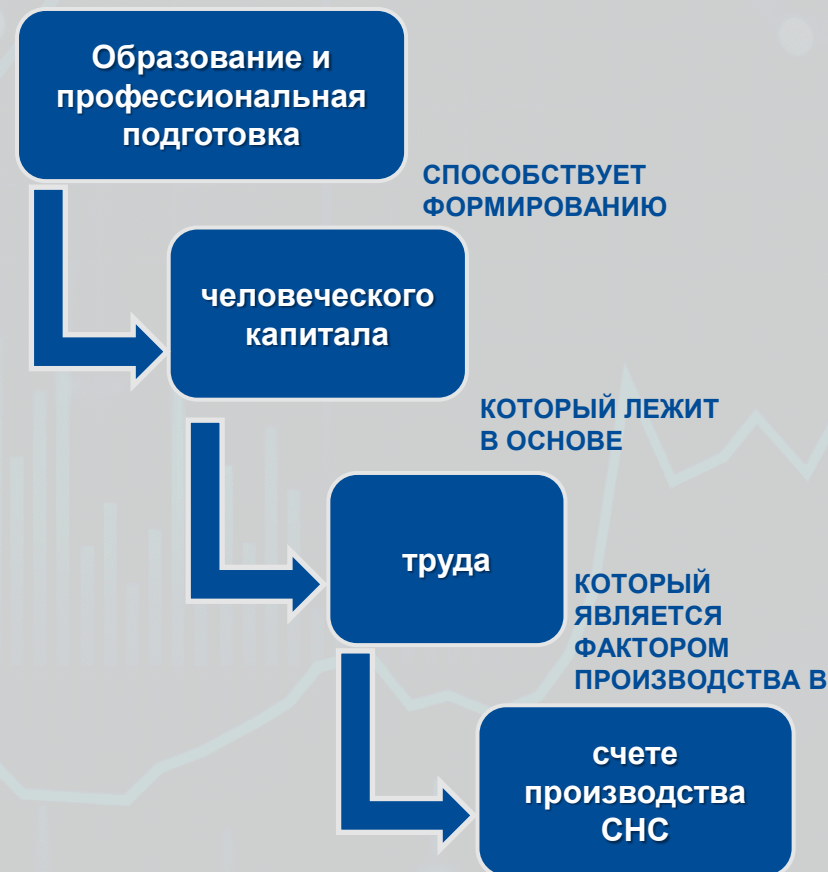 Образование и
профессиональная
подготовка
СПОСОБСТВУЕТ
ФОРМИРОВАНИЮ
человеческого
капитала
КОТОРЫЙ ЛЕЖИТ
В ОСНОВЕ
труда
КОТОРЫЙ
ЯВЛЯЕТСЯ
ФАКТОРОМ
ПРОИЗВОДСТВА В
счете
производства
СНС